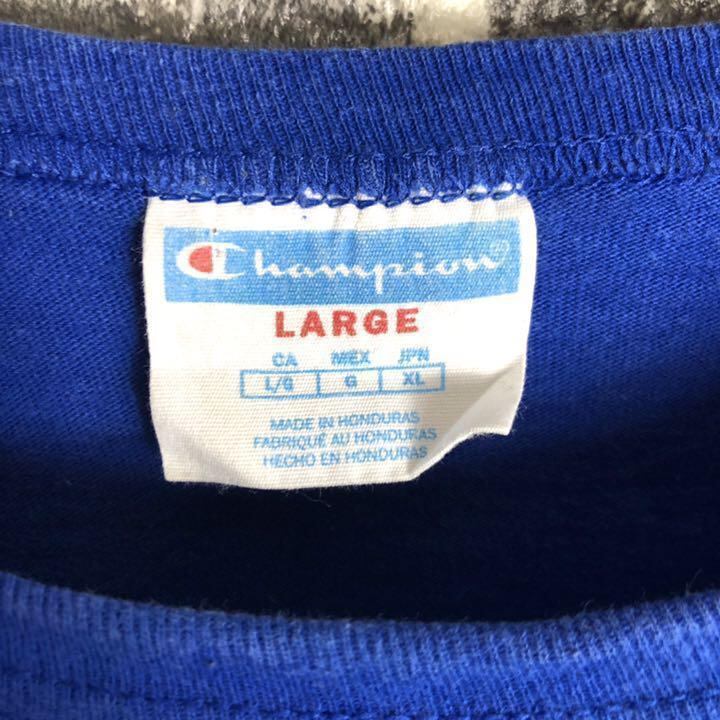 Champion®
LARGE
CA MEX JPN
L/G G XL
MADE IN HONDURAS
FABRIQUÉ AU HONDURAS
HECHO EN HONDURAS